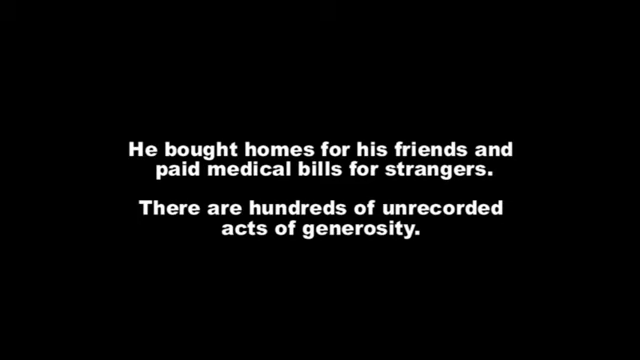 He bought homes for his friends and
paid medical bills for strangers.
There are hundreds of unrecorded
acts of generosity.